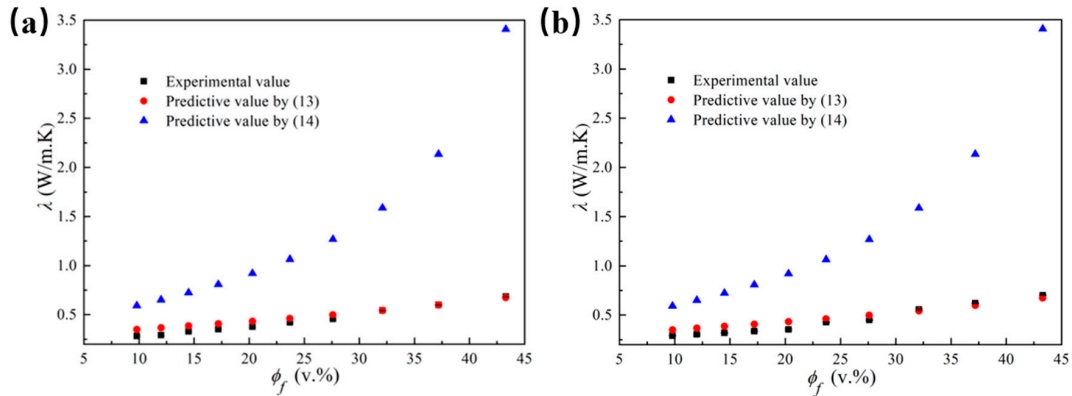 (a)
3.5
3.0
2.5
2.0
1.5
1.0
0.5
λ (W/m.K)
Experimental value
Predictive value by (13)
Predictive value by (14)
5 10 15 20 25 30 35 40 45
ϕf (v.%)
(b)
3.5
3.0
2.5
2.0
1.5
1.0
0.5
λ (W/m.K)
Experimental value
Predictive value by (13)
Predictive value by (14)
5 10 15 20 25 30 35 40 45
ϕf (v.%)